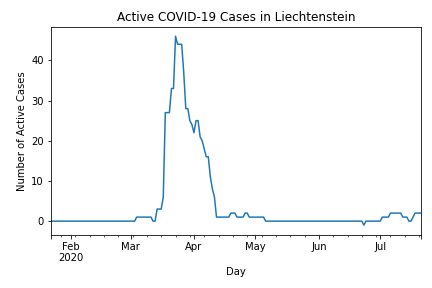 Active COVID-19 Cases in Liechtenstein
Number of Active Cases
40
30
20
10
0
Feb Mar Apr May Jun Jul
2020
Day